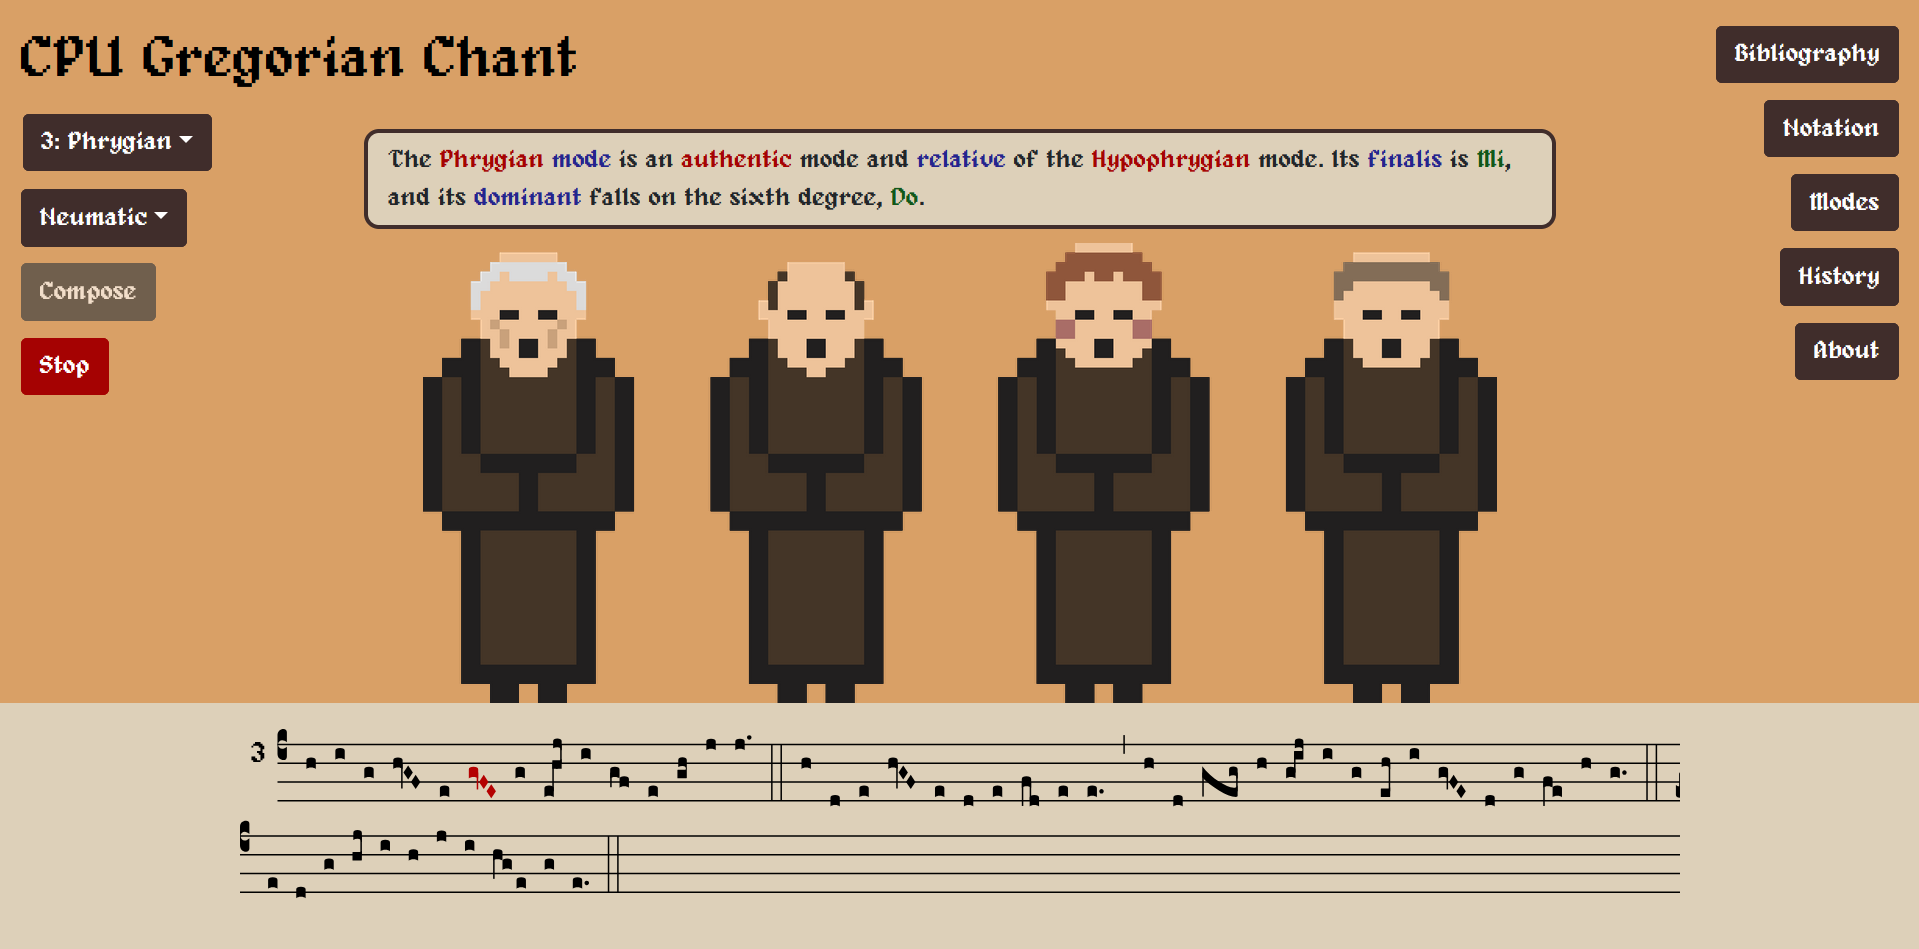 CPU Gregorian Chant
Bibliography
3: Phrygian
Notation
The Phrygian mode is an authentic mode and relative of the Hypophrygian mode. Its finalis is Mi,
and its dominant falls on the sixth degree, Do.
Neumatic
Modes
Compose
History
Stop
About
3